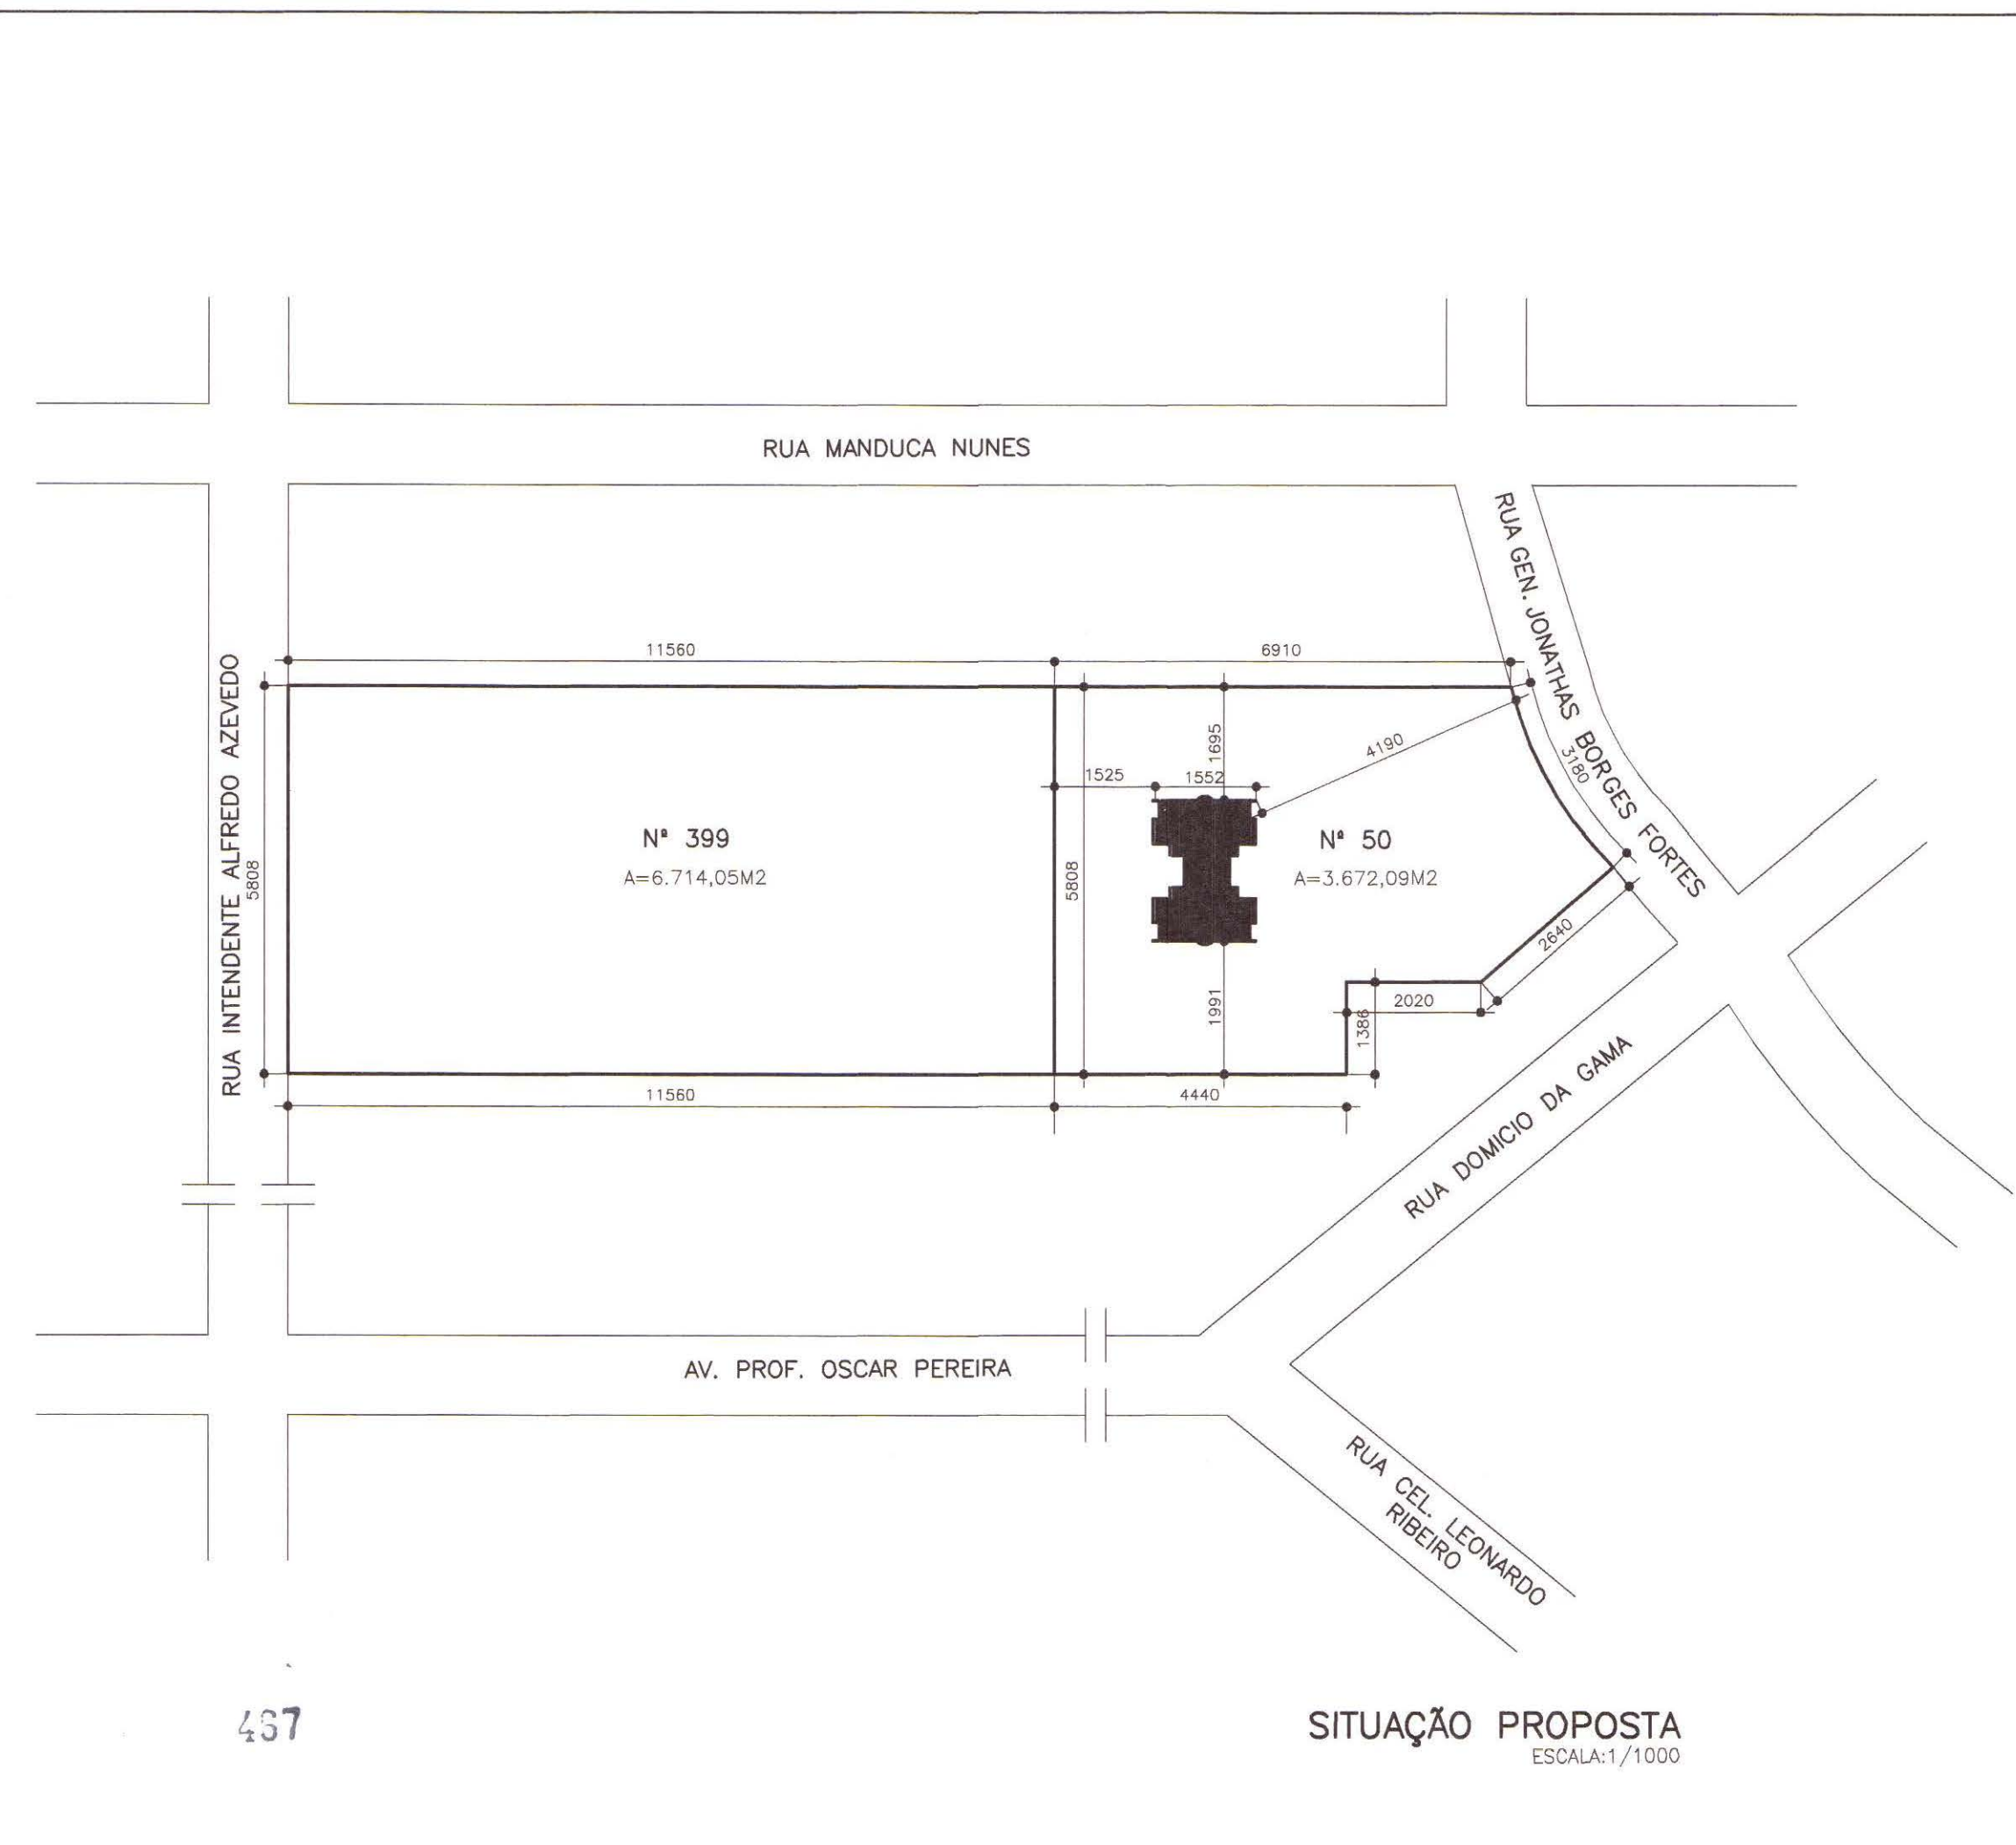 RUA MANDUCA NUNES
RUA GEN. JONATHAS BORGES FORTES
RUA INTENDENTE ALFREDO AZEVEDO
11560
6910
5808
1695
4190
3180
1525
1552
Nº 399
A=6.714,05M2
5808
Nº 50
A=3.672,09M2
2640
1991
2020
1386
11560
4440
RUA DOMICIO DA GAMA
AV. PROF. OSCAR PEREIRA
RUA CEL. LEONARDO
RIBEIRO
SITUAÇÃO PROPOSTA
ESCALA:1/1000